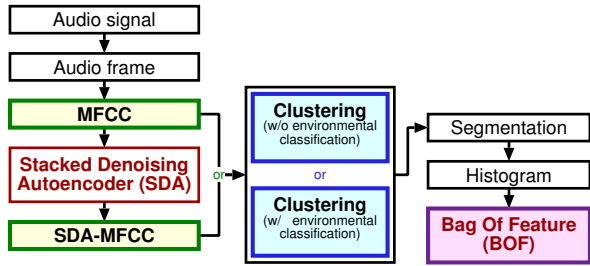 Audio signal
Audio frame
MFCC
Stacked Denoising
Autoencoder (SDA)
SDA-MFCC
or
Clustering
(w/o environmental
classification)
or
Clustering
(w/ environmental
classification)
Segmentation
Histogram
Bag Of Feature
(BOF)